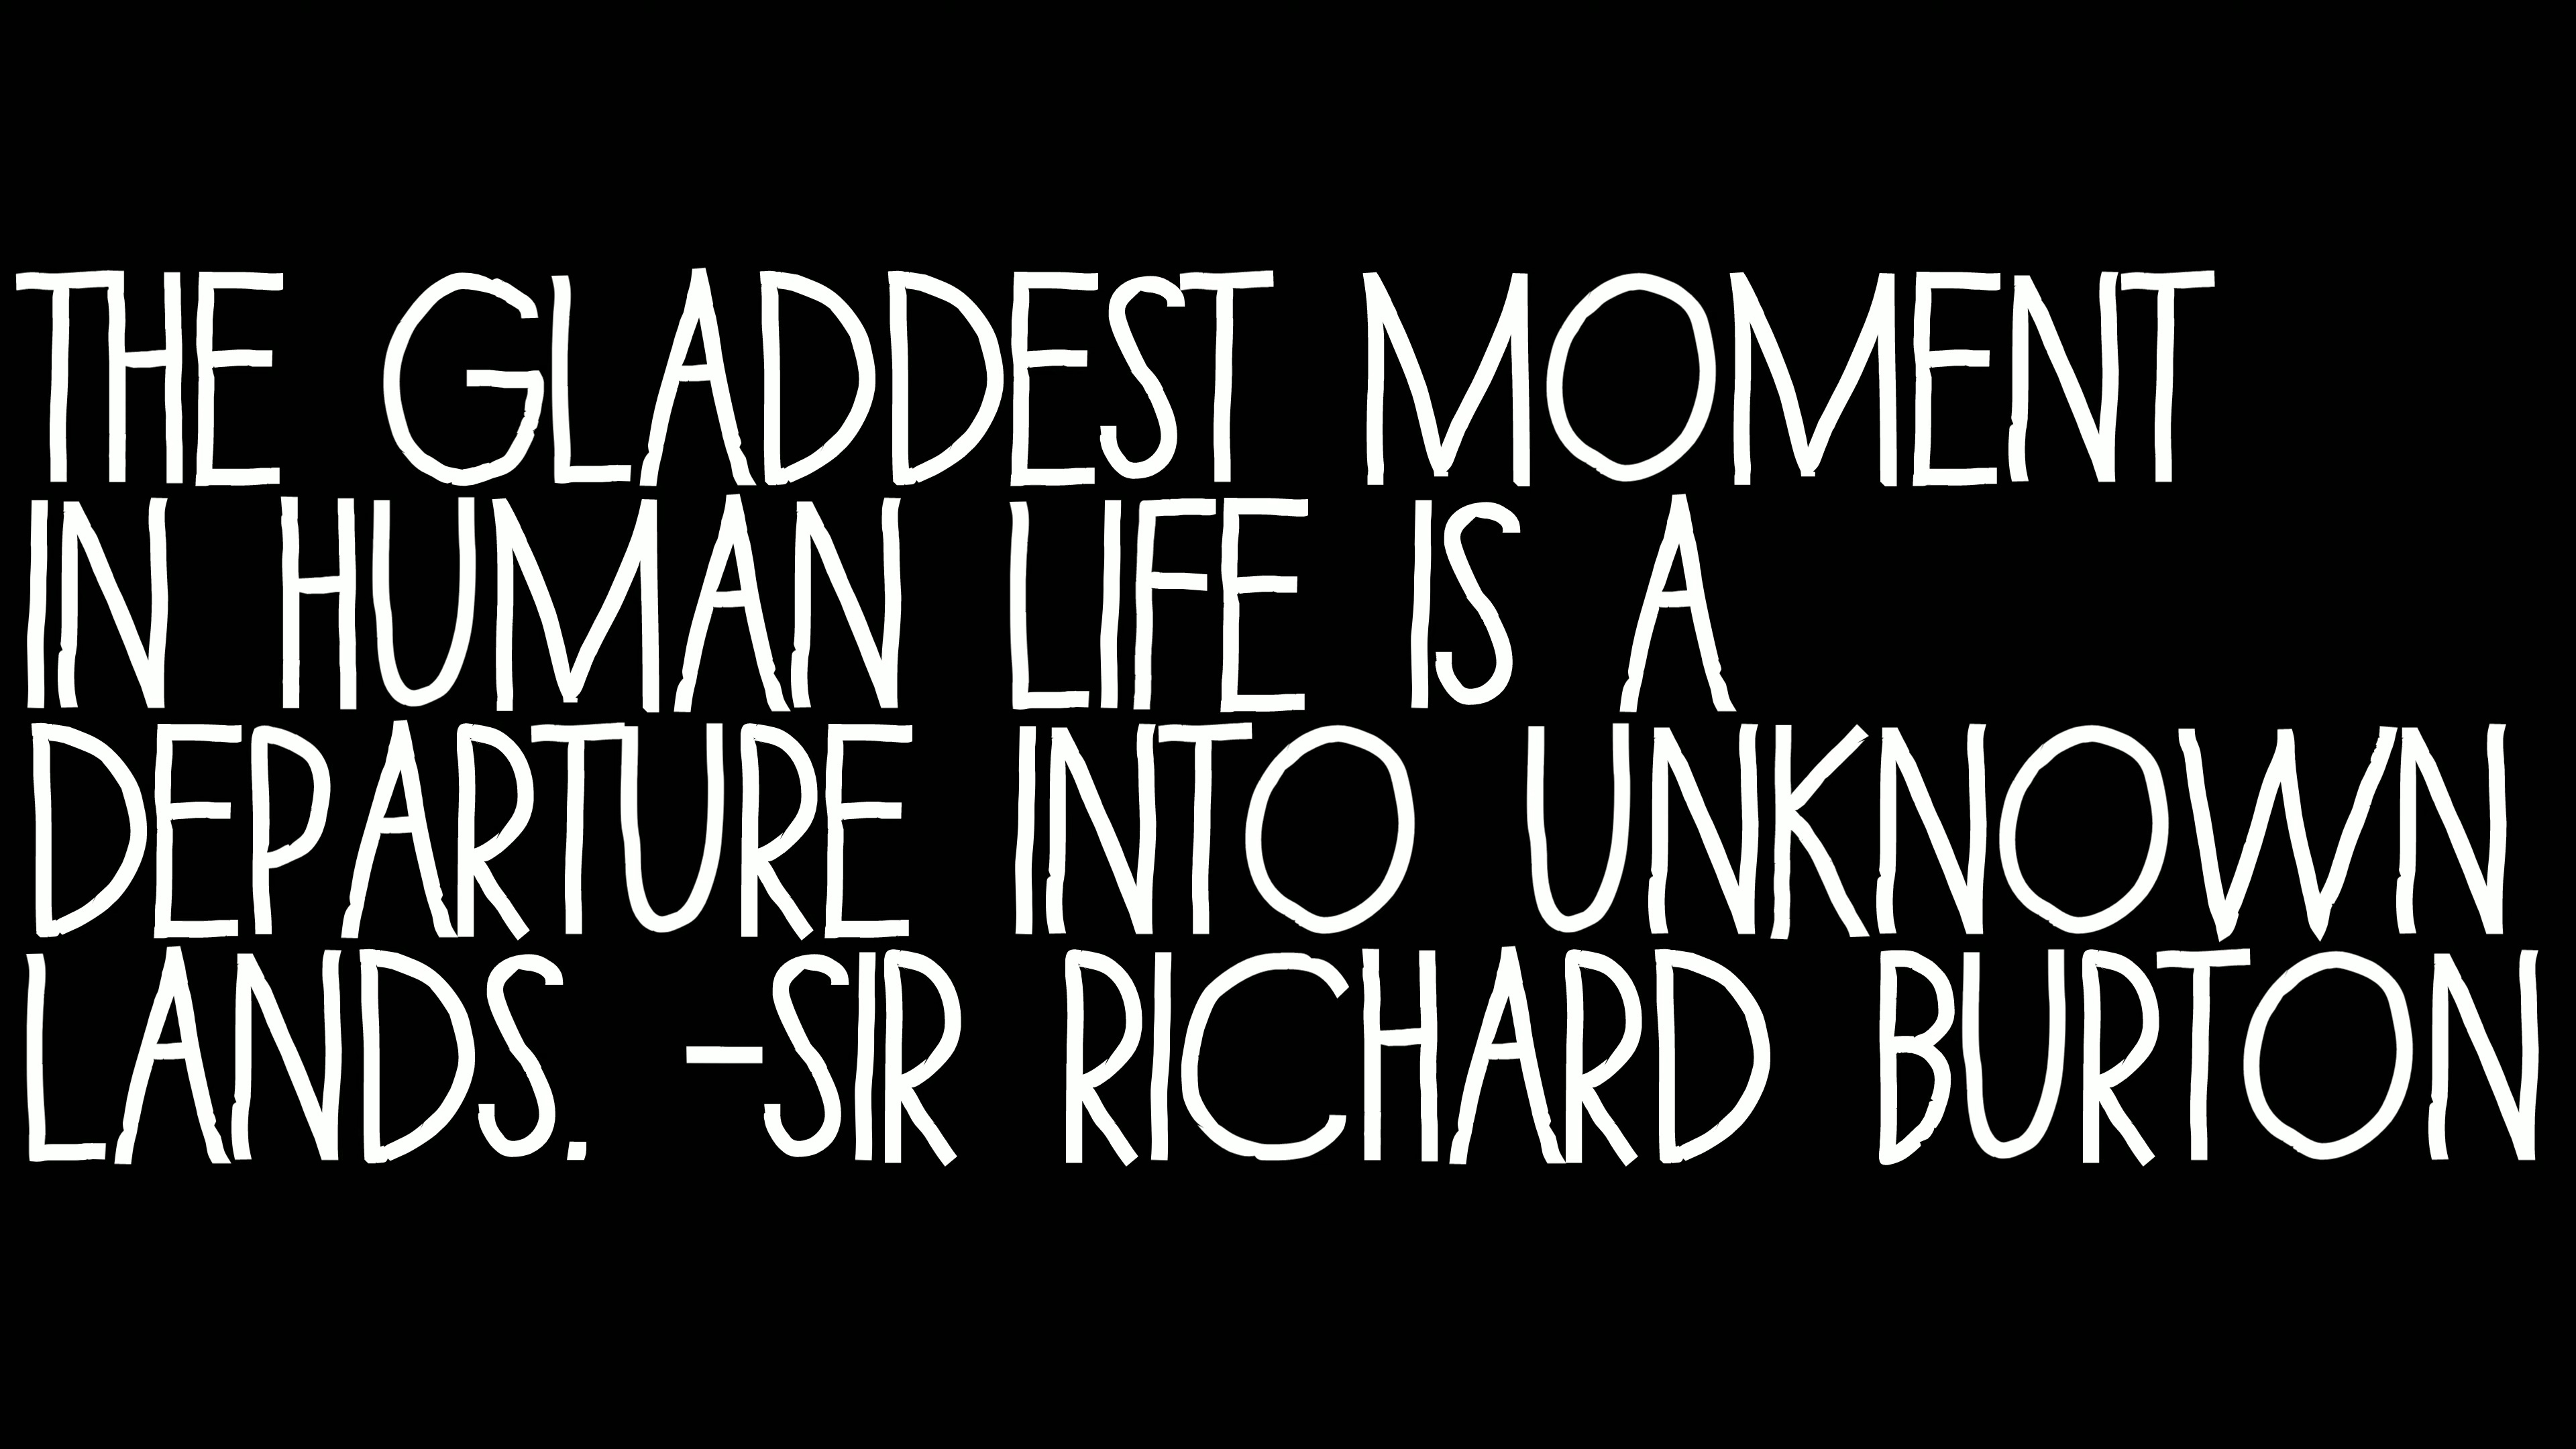 THE GLADDEST MOMENT
IN HUMAN LIFE IS A
DEPARTURE INTO UNKNOWN
LANDS. -SIR RICHARD BURTON